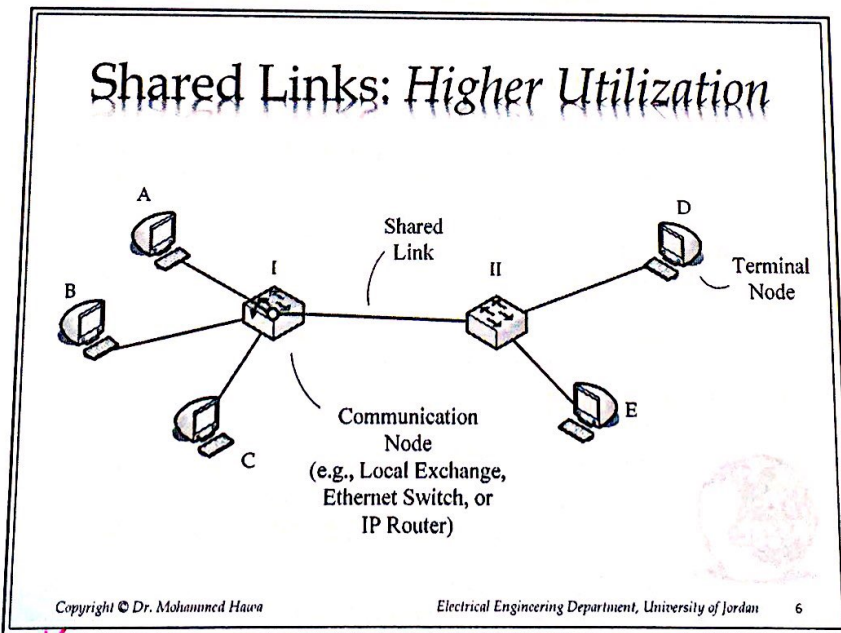 Shared Links: Higher Utilization
A
B
C
I
Shared
Link
II
D
Terminal
Node
E
Communication
Node
(e.g., Local Exchange,
Ethernet Switch, or
IP Router)
Copyright © Dr. Mohammed Hawa
Electrical Engineering Department, University of Jordan
6